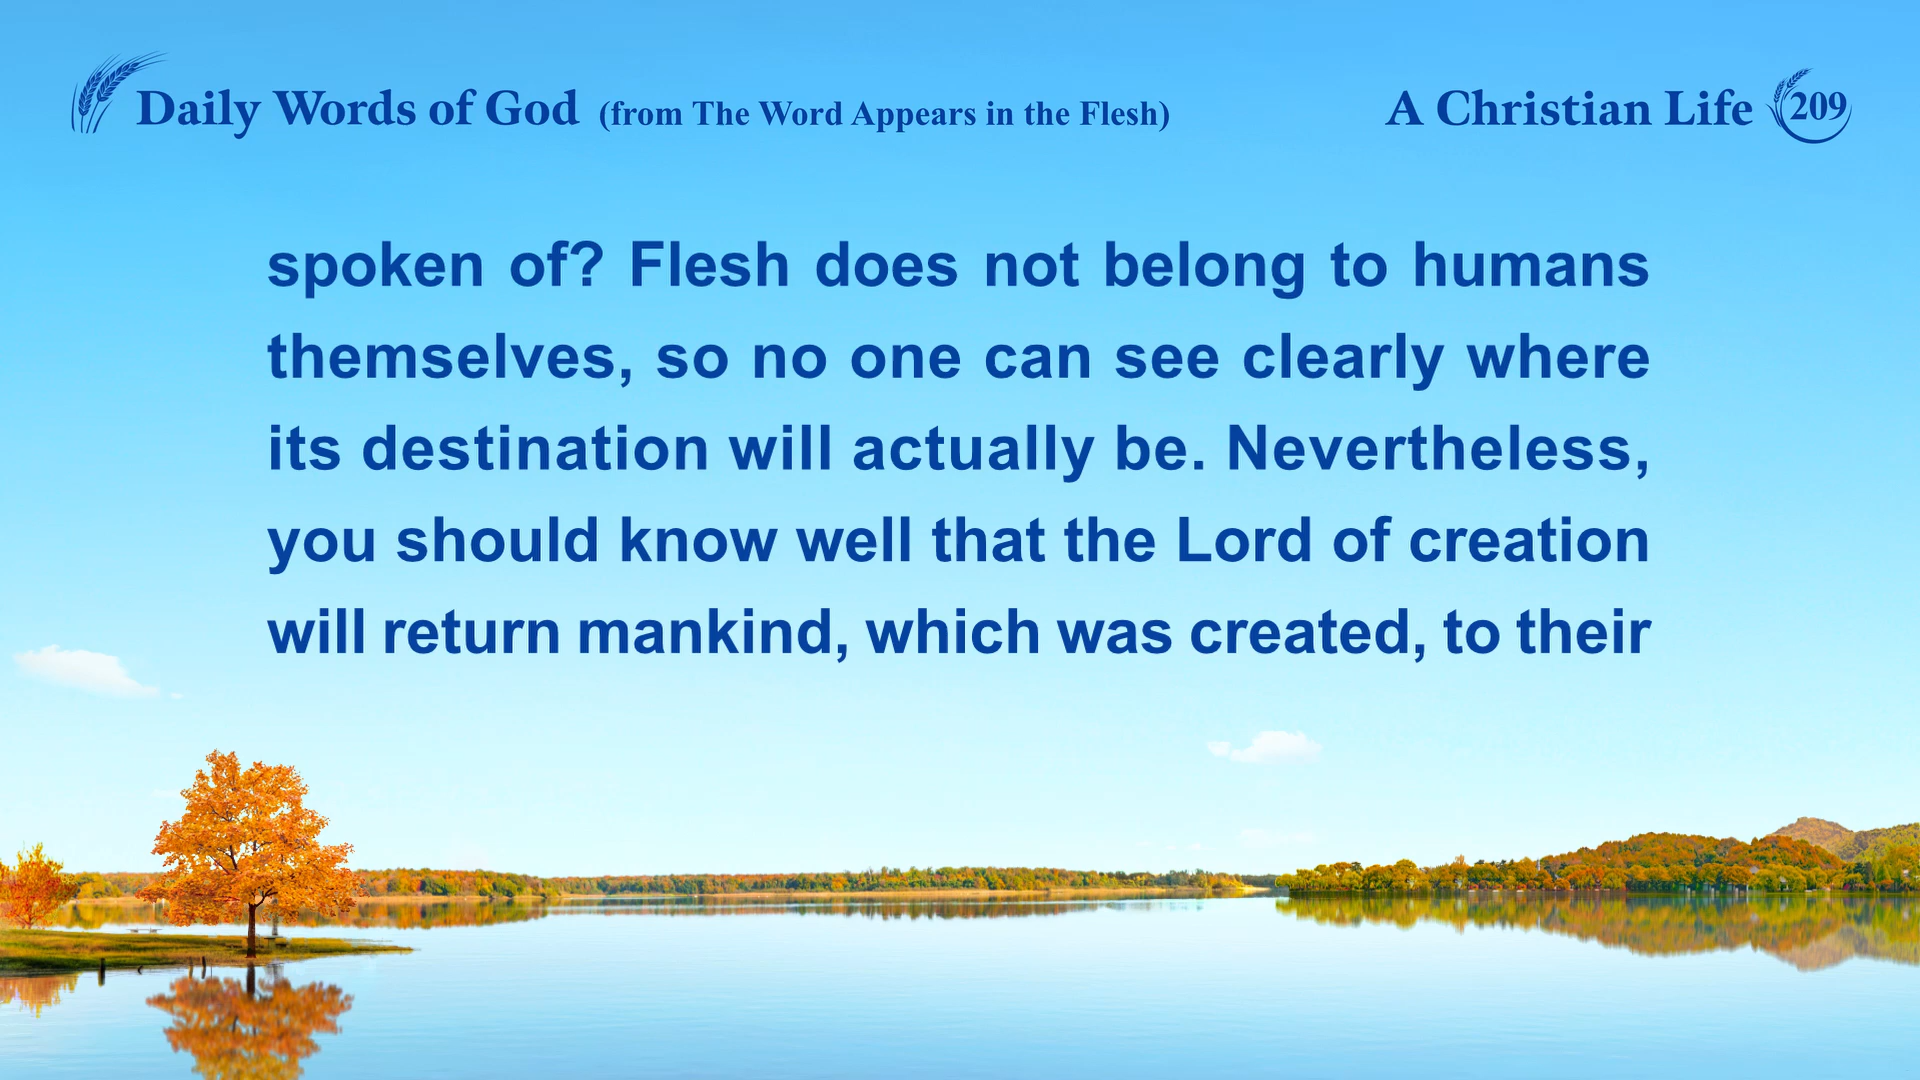 Daily Words of God (from The Word Appears in the Flesh)
A Christian Life 209
spoken of? Flesh does not belong to humans
themselves, so no one can see clearly where
its destination will actually be. Nevertheless,
you should know well that the Lord of creation
will return mankind, which was created, to their